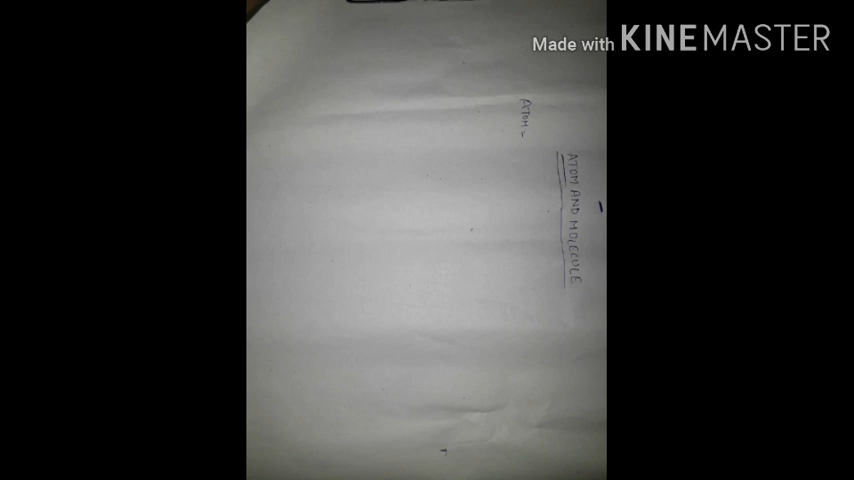 Made with KINEMASTER
ATOM AND MOLECULE
ATOM =